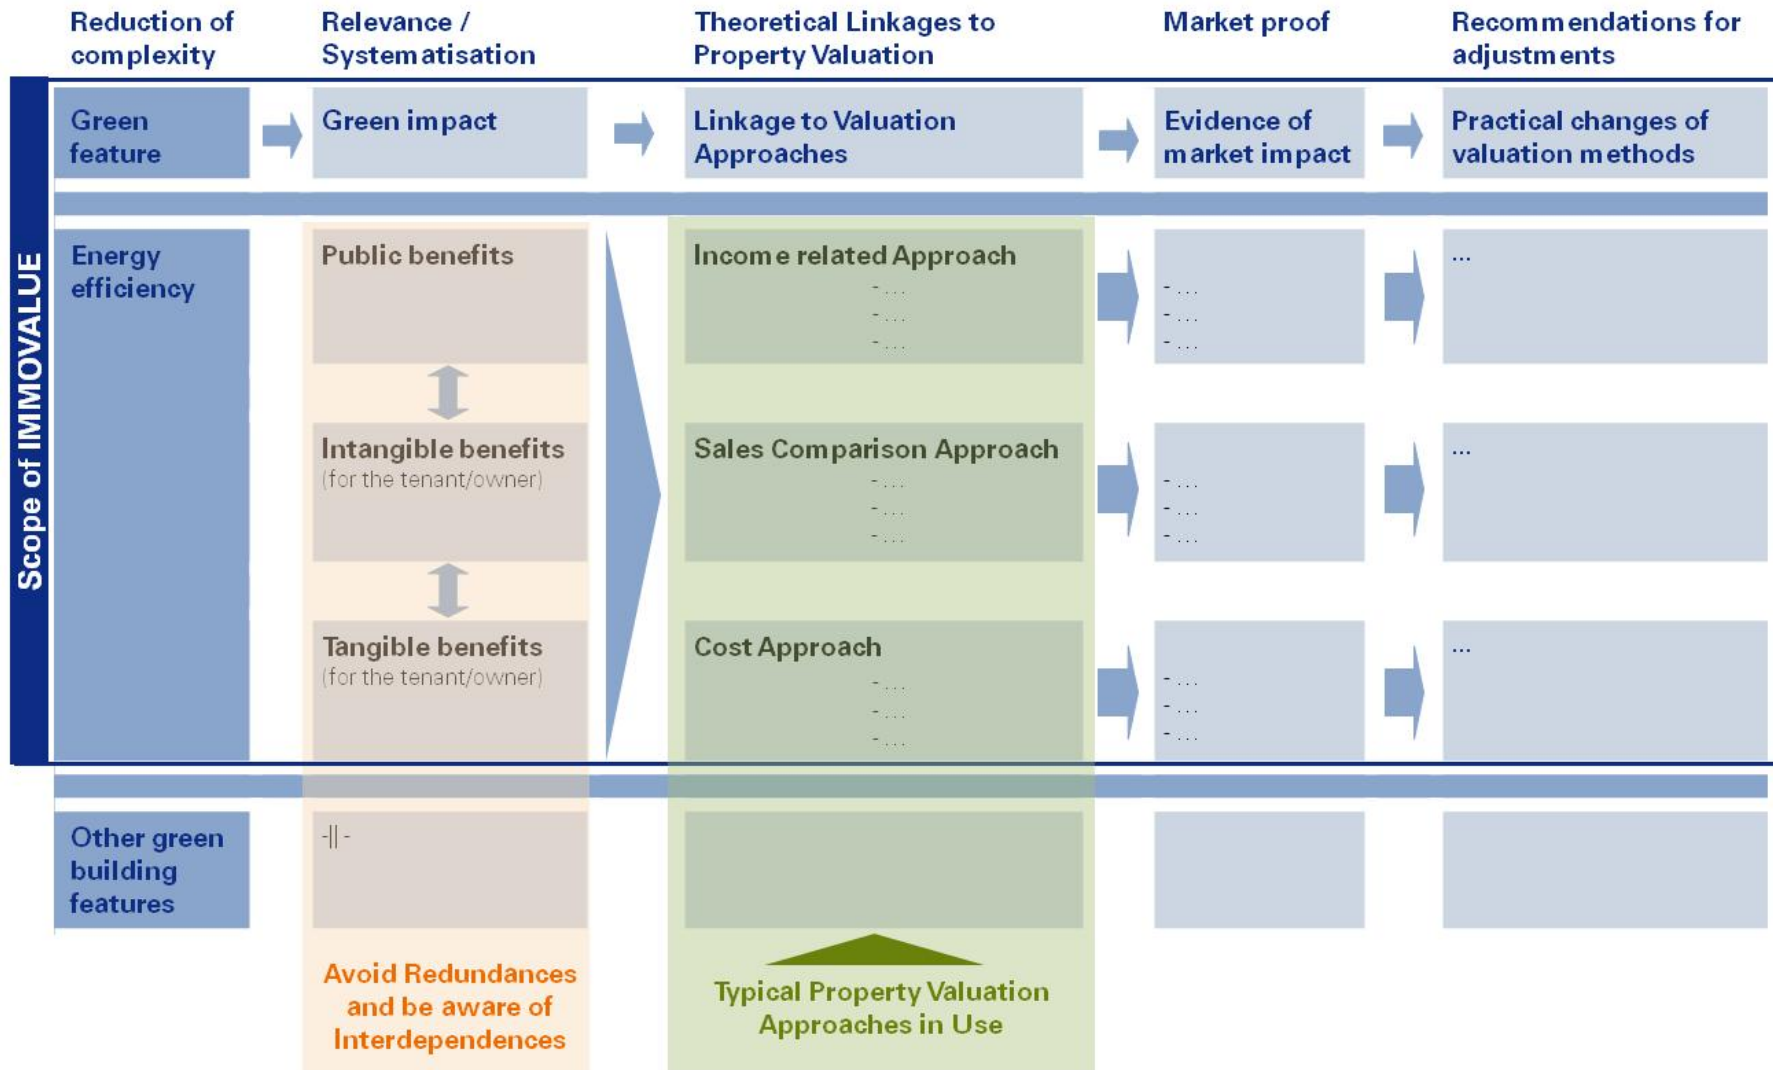 Reduction of
complexity
Relevance /
Systematisation
Theoretical Linkages to
Property Valuation
Market proof
Recommendations for
adjustments
Scope of IMMOVALUE
Green
feature
Green impact
Linkage to Valuation
Approaches
Evidence of
market impact
Practical changes of
valuation methods
Energy
efficiency
Public benefits
Income related Approach
- ...
- ...
- ...
- ...
- ...
- ...
...
Intangible benefits
(for the tenant/owner)
Sales Comparison Approach
- ...
- ...
- ...
- ...
- ...
- ...
...
Tangible benefits
(for the tenant/owner)
Cost Approach
- ...
- ...
- ...
- ...
- ...
- ...
...
Other green
building
features
-||-
Avoid Redundances
and be aware of
Interdependences
Typical Property Valuation
Approaches in Use